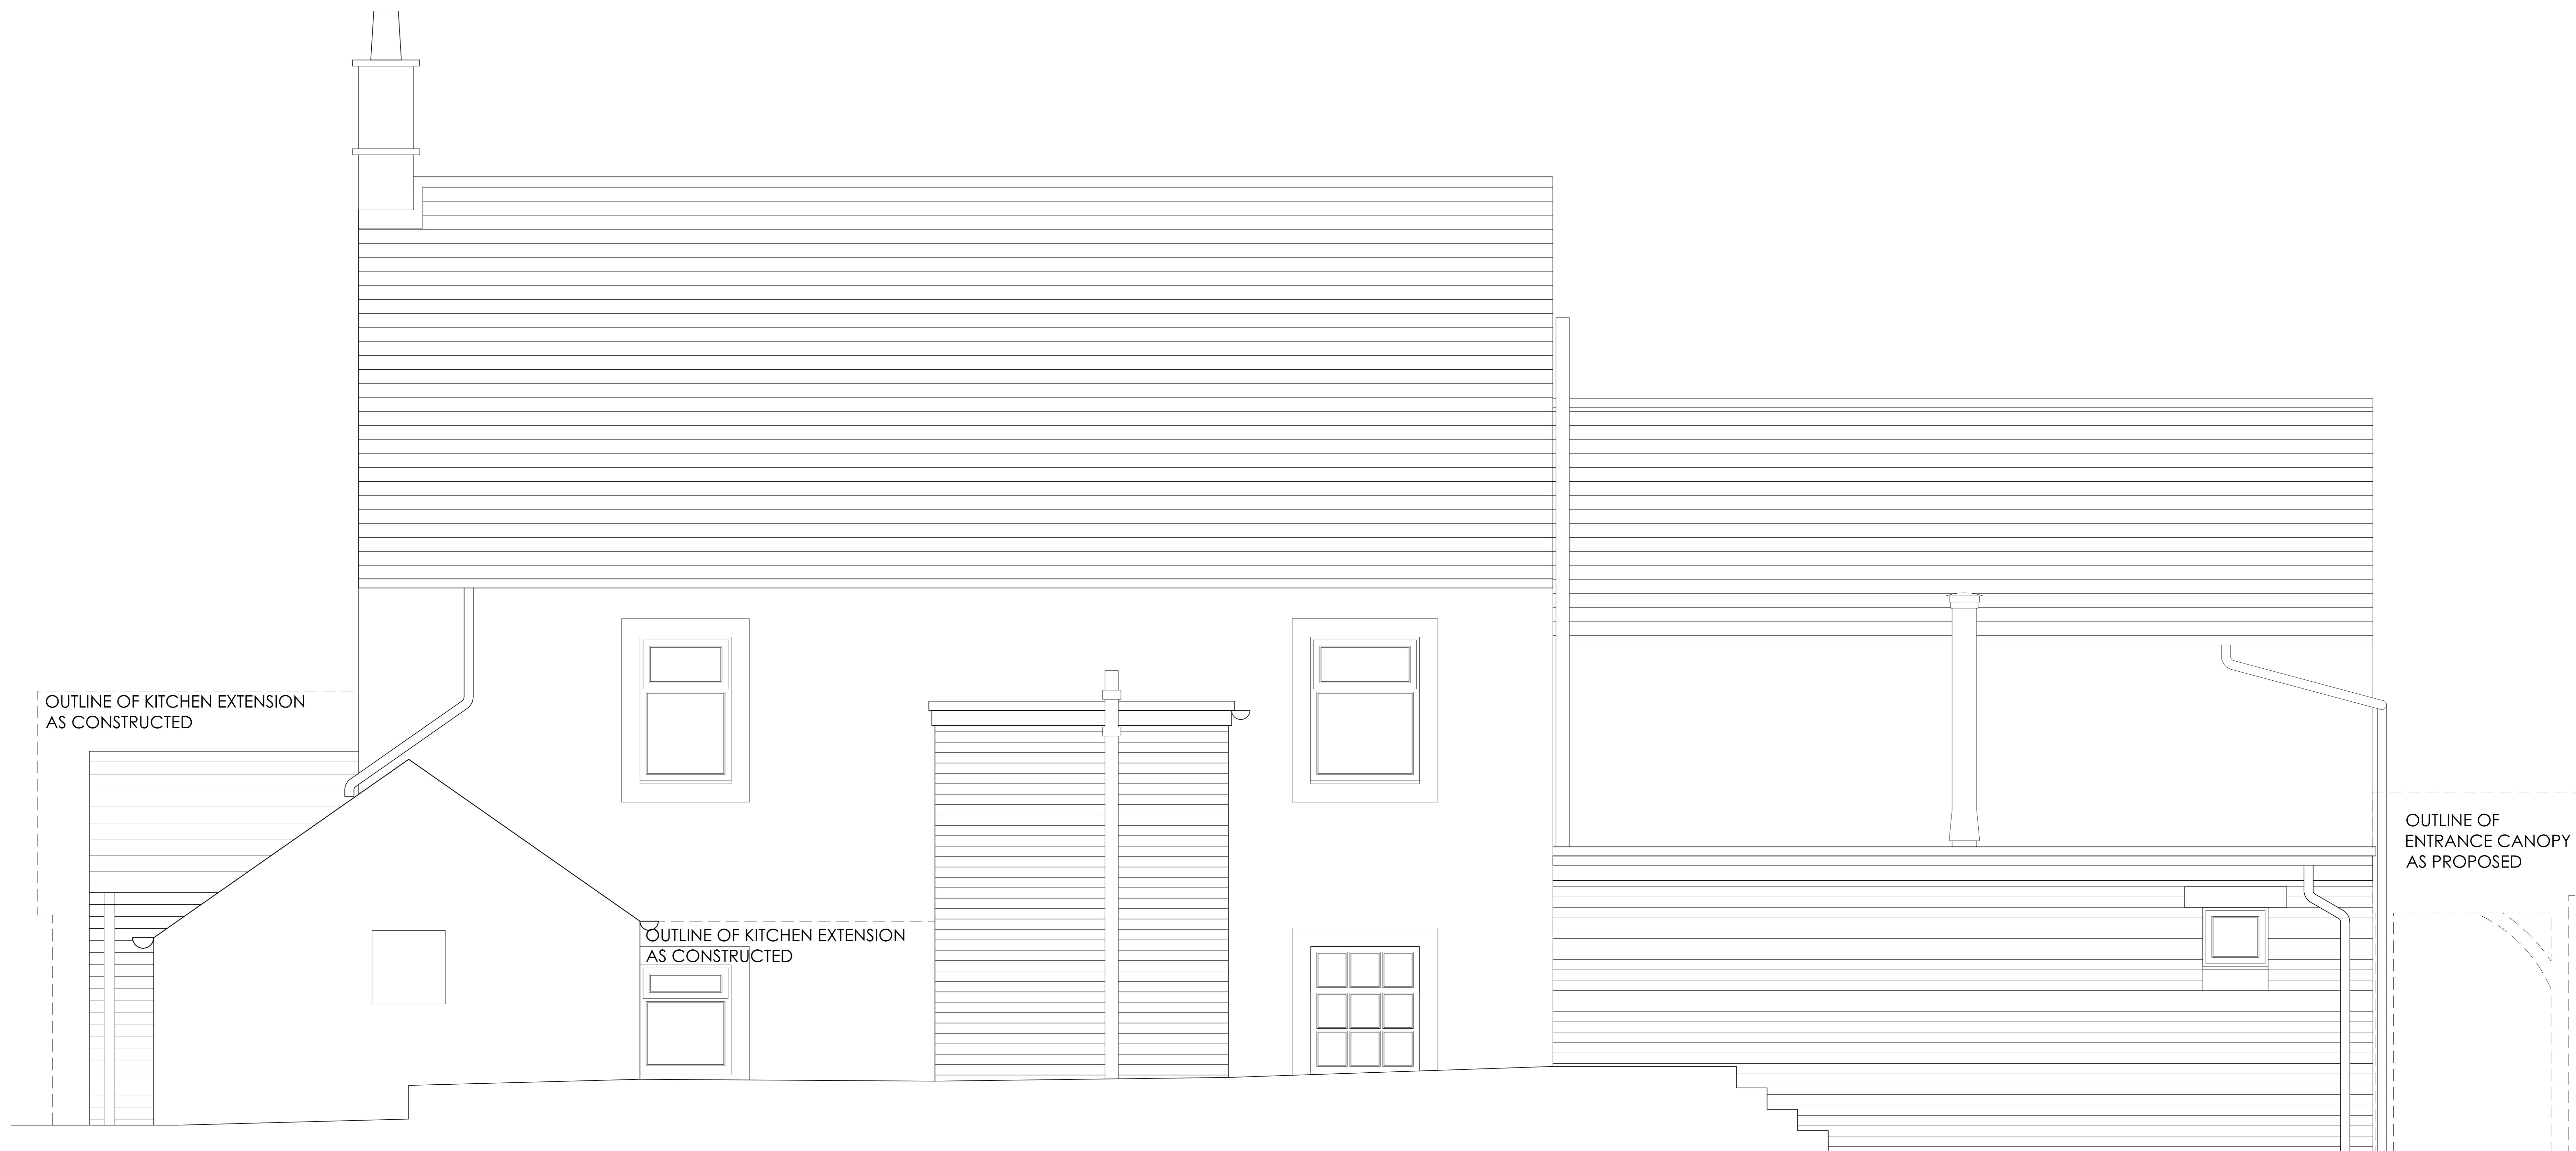 OUTLINE OF KITCHEN EXTENSION
AS CONSTRUCTED
OUTLINE OF KITCHEN EXTENSION
AS CONSTRUCTED
OUTLINE OF
ENTRANCE CANOPY
AS PROPOSED